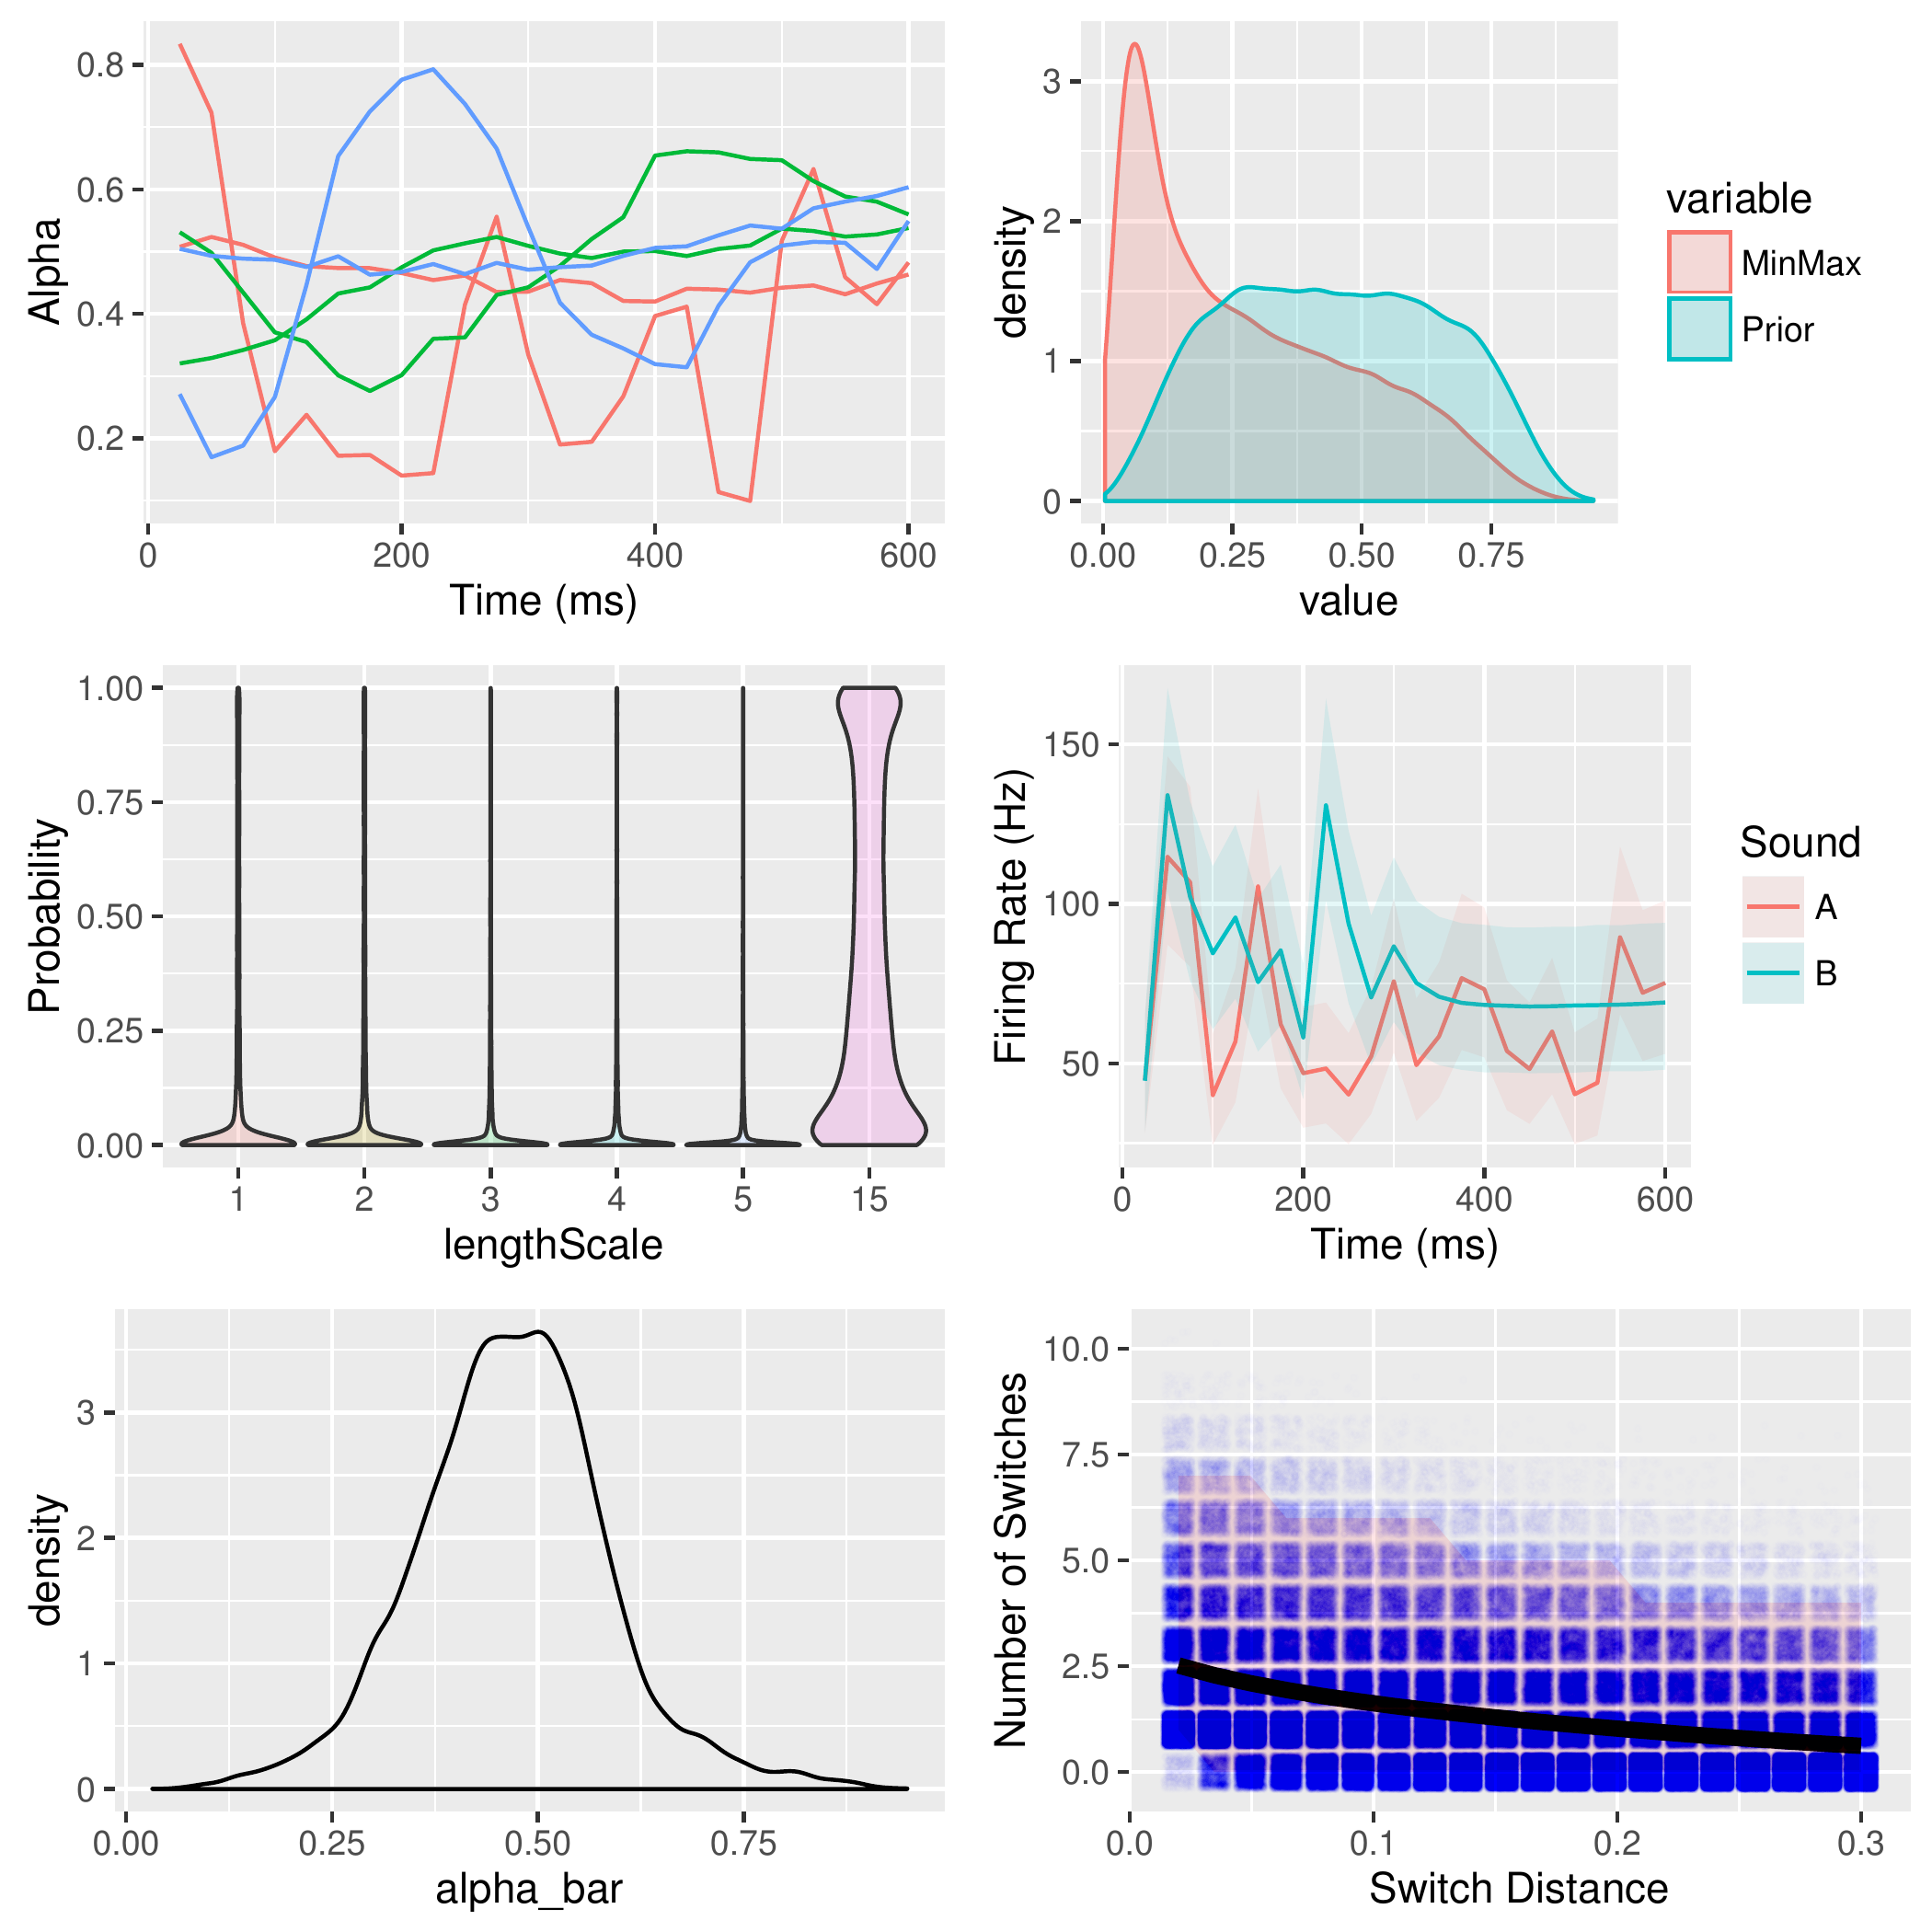 Alpha
0.8
0.6
0.4
0.2
0 200 400 600
Time (ms)
density
3
2
1
0
0.00 0.25 0.50 0.75
value
variable
MinMax
Prior
Probability
1.00
0.75
0.50
0.25
0.00
1 2 3 4 5 15
lengthScale
Firing Rate (Hz)
150
100
50
0 200 400 600
Time (ms)
Sound
A
B
density
3
2
1
0
0.00 0.25 0.50 0.75
alpha_bar
Number of Switches
10.0
7.5
5.0
2.5
0.0
0.0 0.1 0.2 0.3
Switch Distance